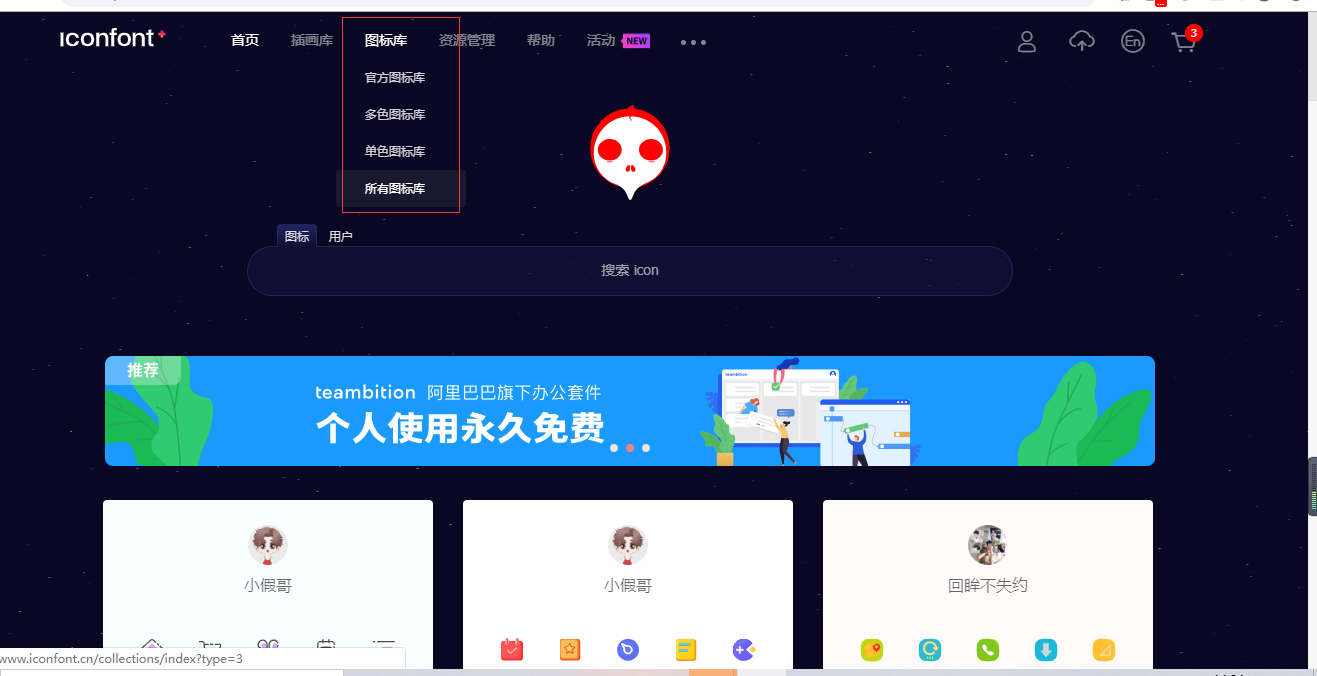 iconfont+
首页 插画库 图标库 资源管理 帮助 活动 NEW
En 3
官方图标库
多色图标库
单色图标库
所有图标库
图标 用户
搜索 icon
推荐
teambition 阿里巴巴旗下办公套件
个人使用永久免费
teambition
小假哥 小假哥 回眸不失约
www.iconfont.cn/collections/index?type=3